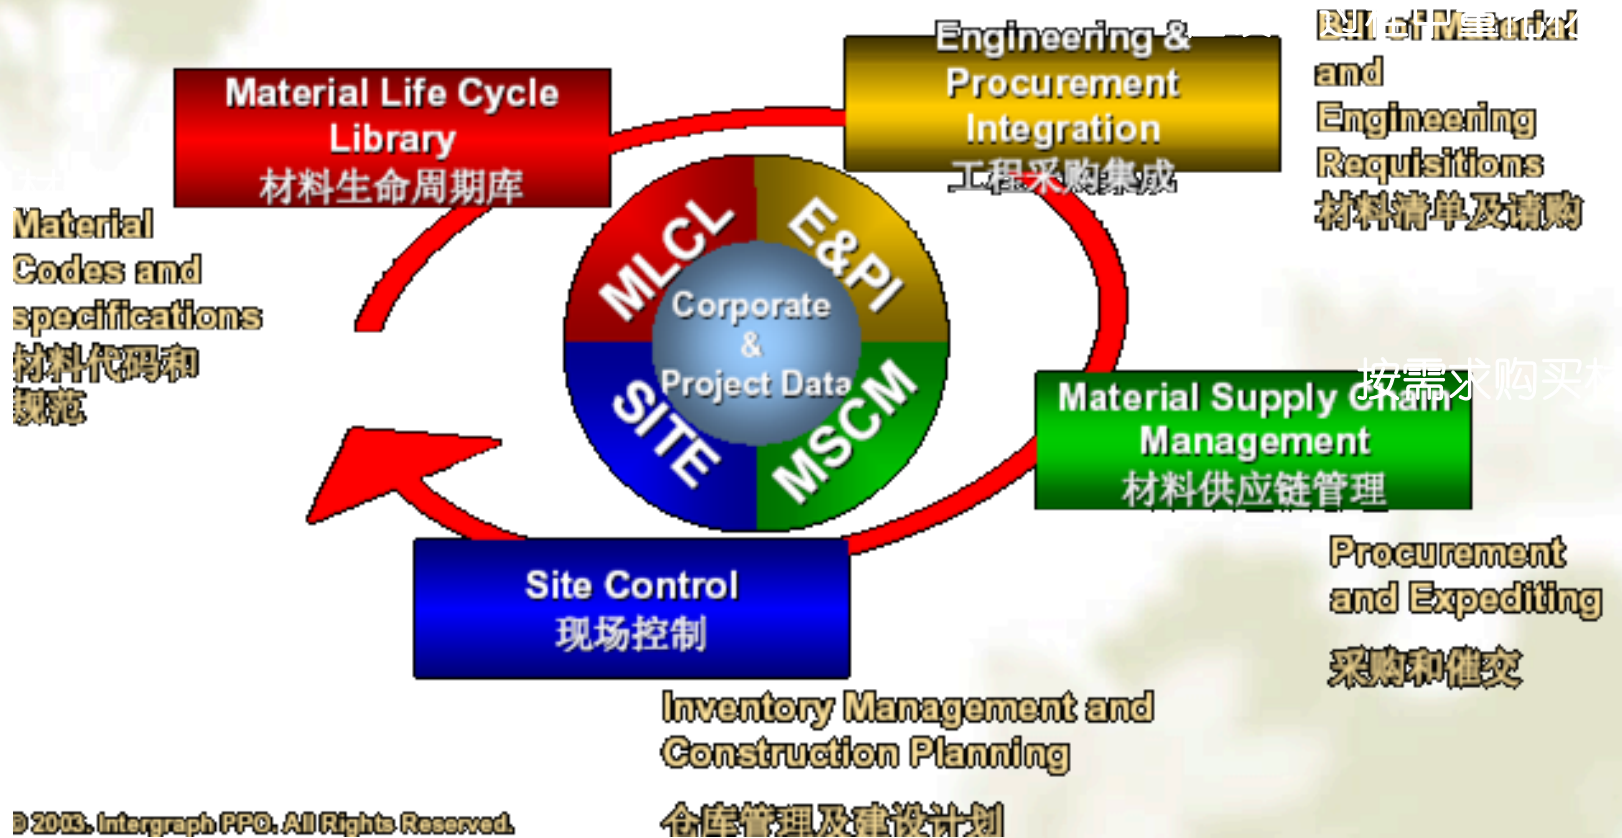 Material Life Cycle
Library
材料生命周期库
Engineering &
Procurement
Integration
工程采购集成
Bill of Material
and
Engineering
Requisitions
材料清单及请购
Material
Codes and
specifications
材料代码和
规范
MLCL
E&PI
Corporate
&
Project Data
SITE
MSCM
按需求购买
Material Supply Chain
Management
材料供应链管理
Site Control
现场控制
Procurement
and Expediting
采购和催交
Inventory Management and
Construction Planning
仓库管理及建设计划
© 2003. Intergraph PPO. All Rights Reserved.